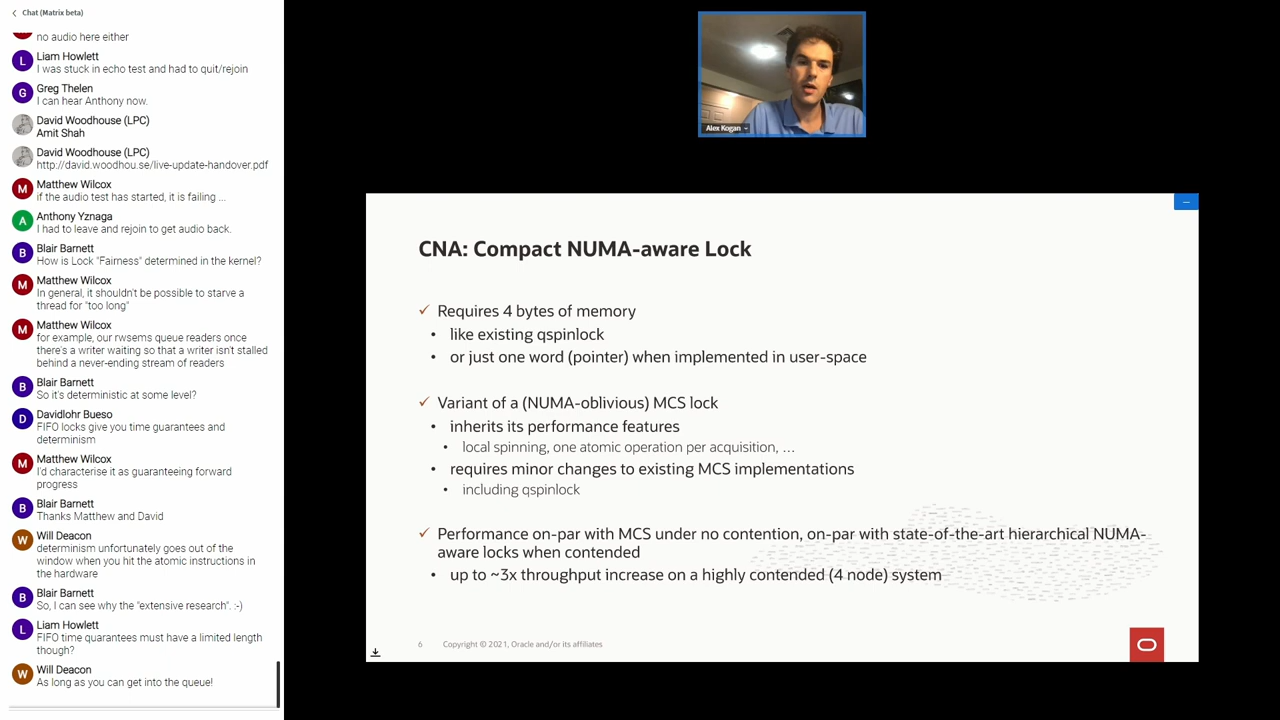 Chat (Matrix beta)
no audio here either
L
Liam Howlett
I was stuck in echo test and had to quit/rejoin
G
Greg Thelen
I can hear Anthony now.
David Woodhouse (LPC)
Amit Shah
David Woodhouse (LPC)
http://david.woodhou.se/live-update-handover.pdf
M
Matthew Wilcox
if the audio test has started, it is failing ...
A
Anthony Yznaga
I had to leave and rejoin to get audio back.
B
Blair Barnett
How is Lock "Fairness" determined in the kernel?
M
Matthew Wilcox
In general, it shouldn't be possible to starve a
thread for "too long"
M
Matthew Wilcox
for example, our rwsems queue readers once
there's a writer waiting so that a writer isn't stalled
behind a never-ending stream of readers
B
Blair Barnett
So it's deterministic at some level?
D
Davidlohr Bueso
FIFO locks give you time guarantees and
determinism
M
Matthew Wilcox
I'd characterise it as guaranteeing forward
progress
B
Blair Barnett
Thanks Matthew and David
W
Will Deacon
determinism unfortunately goes out of the
window when you hit the atomic instructions in
the hardware
B
Blair Barnett
So, I can see why the "extensive research". :-)
L
Liam Howlett
FIFO time quarantees must have a limited length
though?
W
Will Deacon
As long as you can get into the queue!
Alex Kogan
CNA: Compact NUMA-aware Lock
✓ Requires 4 bytes of memory
• like existing qspinlock
• or just one word (pointer) when implemented in user-space
✓ Variant of a (NUMA-oblivious) MCS lock
• inherits its performance features
• local spinning, one atomic operation per acquisition, …
• requires minor changes to existing MCS implementations
• including qspinlock
✓ Performance on-par with MCS under no contention, on-par with state-of-the-art hierarchical NUMA-
aware locks when contended
• up to ~3x throughput increase on a highly contended (4 node) system
6 Copyright © 2021, Oracle and/or its affiliates